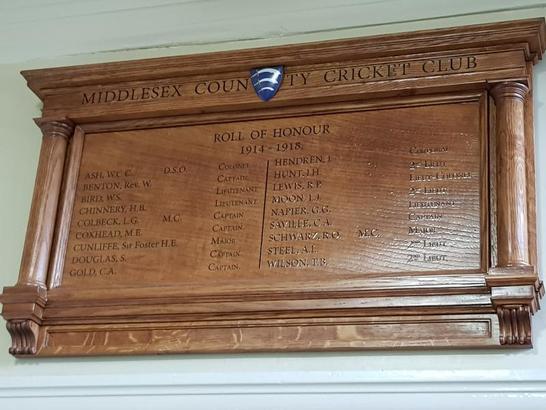 MIDDLESEX COUNTY CRICKET CLUB
ROLL OF HONOUR
1914 - 1918.
ASH, W.C.C. D.S.O. COLONEL
BENTON, Rev. W. CAPTAIN
BIRD, W.S. LIEUTENANT
CHINNERY, H.B. LIEUTENANT
COLBECK, L.G. M.C. CAPTAIN
COXHEAD, M.E. CAPTAIN
CUNLIFFE, Sir Foster H.E. MAJOR
DOUGLAS, S. CAPTAIN
GOLD, C.A. CAPTAIN
HENDREN, J. CORPORAL
HUNT, J.H. 2ND LIEUT
LEWIS, R.P. LIEUT-COLONEL
MOON, L.J. 2ND LIEUT
NAPIER, G.G. LIEUTENANT
SAVILLE, C.A. CAPTAIN
SCHWARZ, R.O. M.C. MAJOR
STEEL, A.I. 2ND LIEUT
WILSON, T.B. 2ND LIEUT